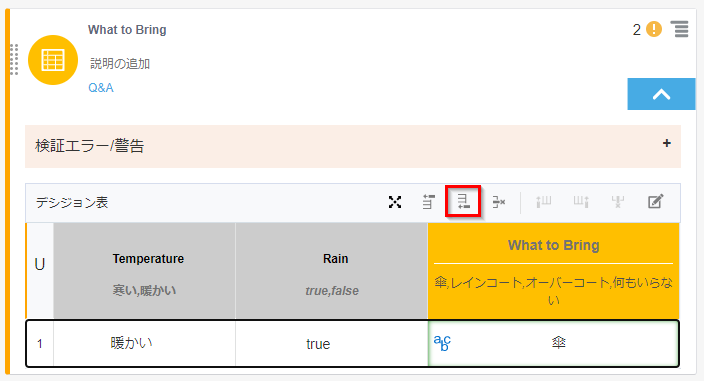 What to Bring
2
説明の追加
Q&A
検証エラー/警告
+
デシジョン表
U
Temperature
寒い,暖かい
Rain
true,false
What to Bring
傘,レインコート,オーバーコート,何もいらな
い
1
暖かい
true
abc
傘